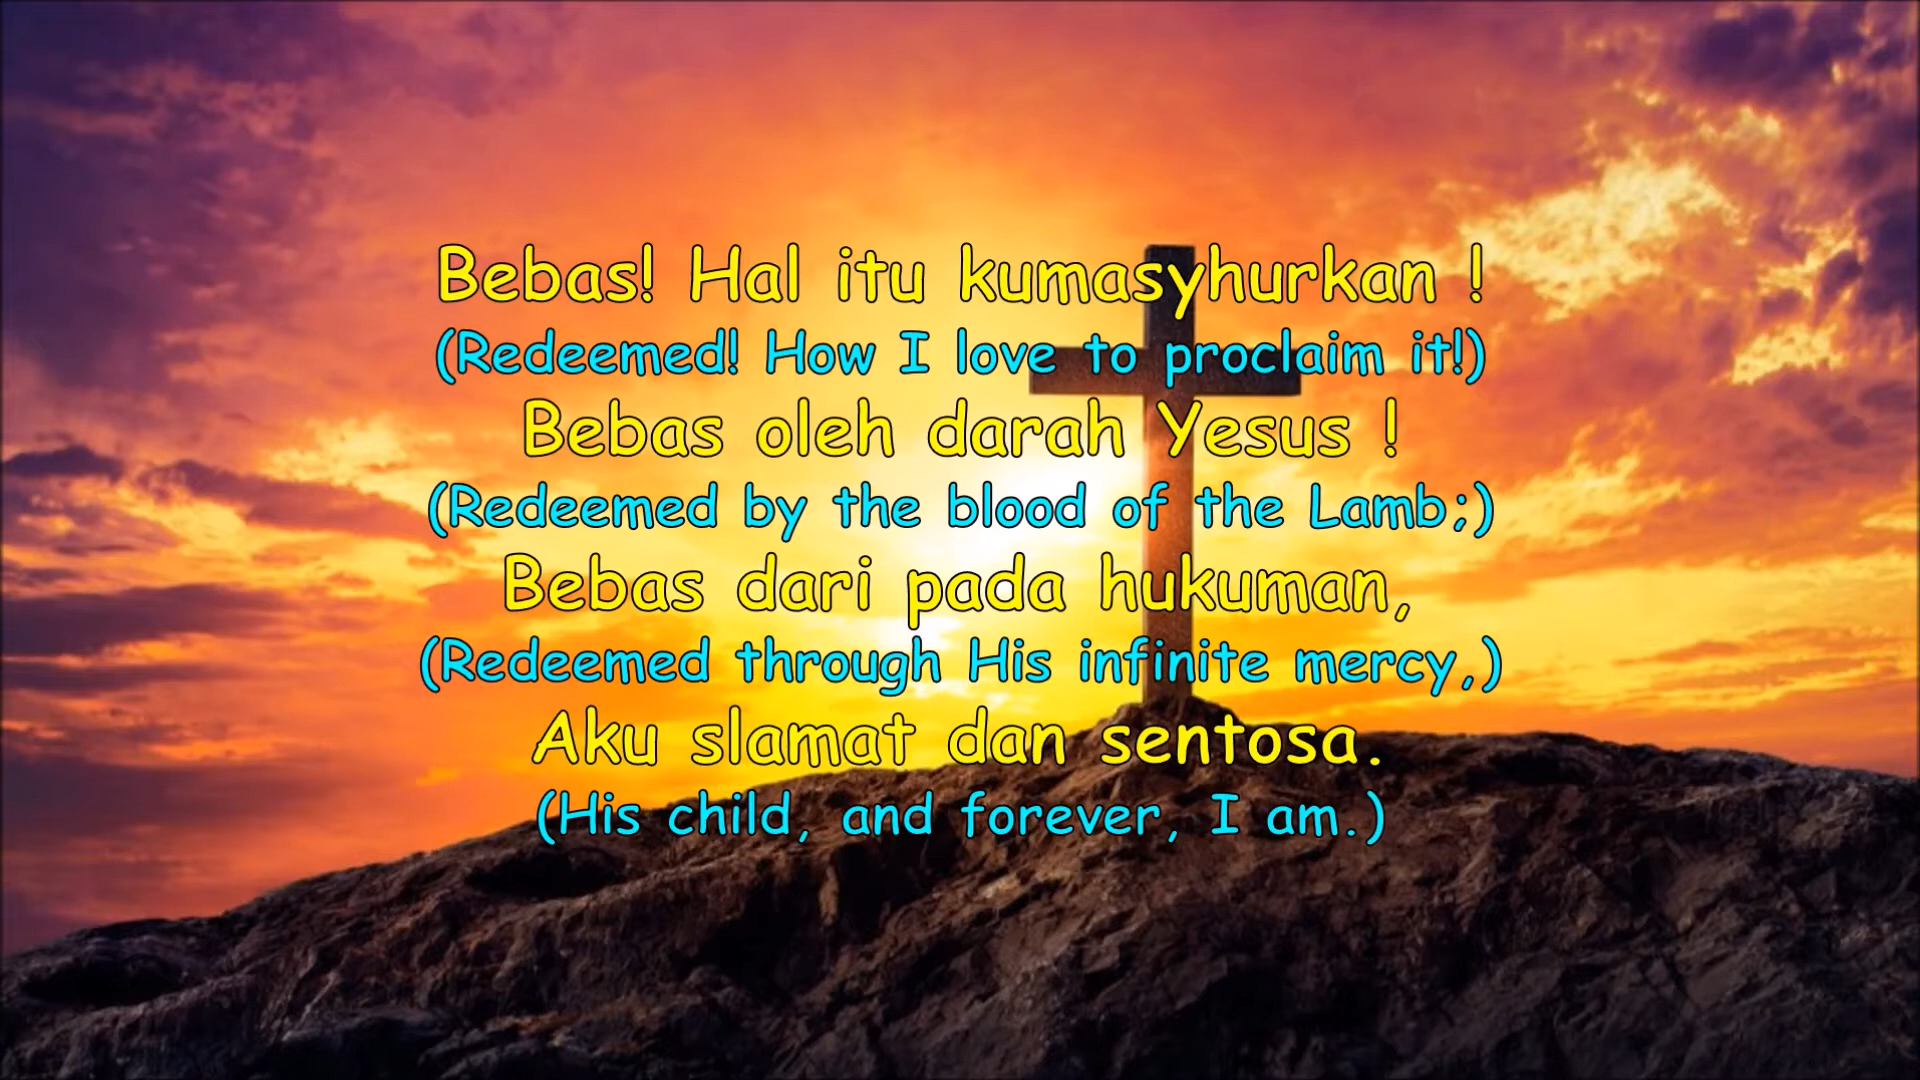 Bebas! Hal itu kumasyhurkan !
(Redeemed! How I love to proclaim it!)
Bebas oleh darah Yesus !
(Redeemed by the blood of the Lamb;)
Bebas dari pada hukuman,
(Redeemed through His infinite mercy,)
Aku slamat dan sentosa.
(His child, and forever, I am.)